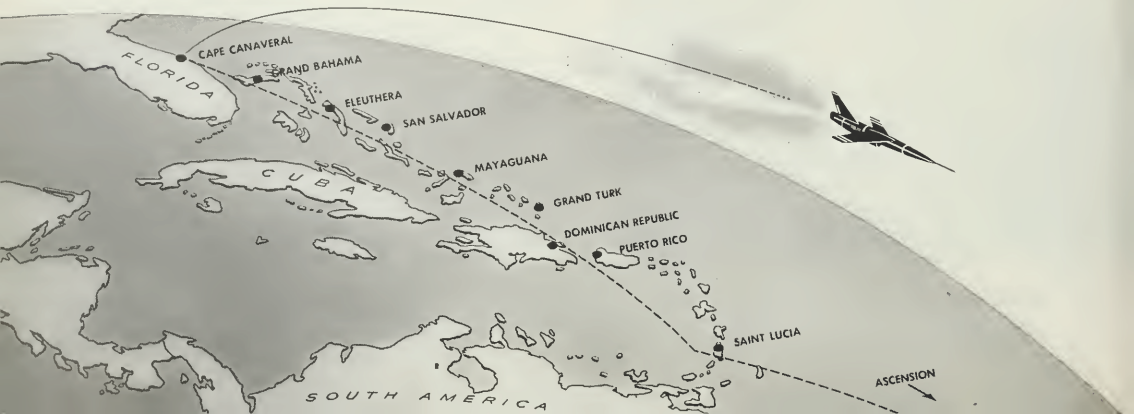 CAPE CANAVERAL
FLORIDA
GRAND BAHAMA
ELEUTHERA
SAN SALVADOR
MAYAGUANA
CUBA
GRAND TURK
DOMINICAN REPUBLIC
PUERTO RICO
SAINT LUCIA
ASCENSION
SOUTH AMERICA